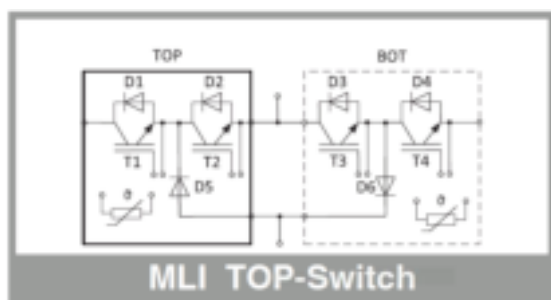 TOP
BOT
D1
D2
D3
D4
T1
T2
T3
T4
D5
D6
ϑ
ϑ
MLI TOP-Switch